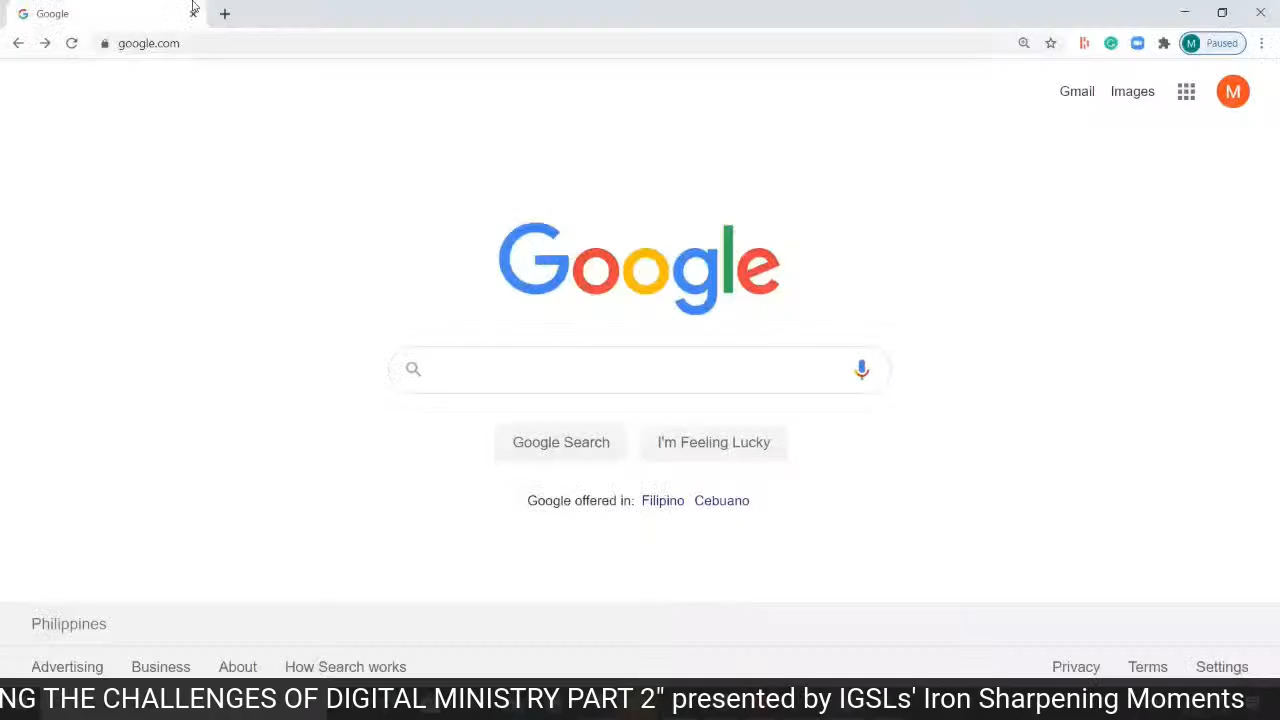 Google
google.com
M Paused
Gmail Images M
Google
Google Search I'm Feeling Lucky
Google offered in: Filipino Cebuano
Philippines
Advertising Business About How Search works Privacy Terms Settings
NG THE CHALLENGES OF DIGITAL MINISTRY PART 2" presented by IGSLs' Iron Sharpening Moments